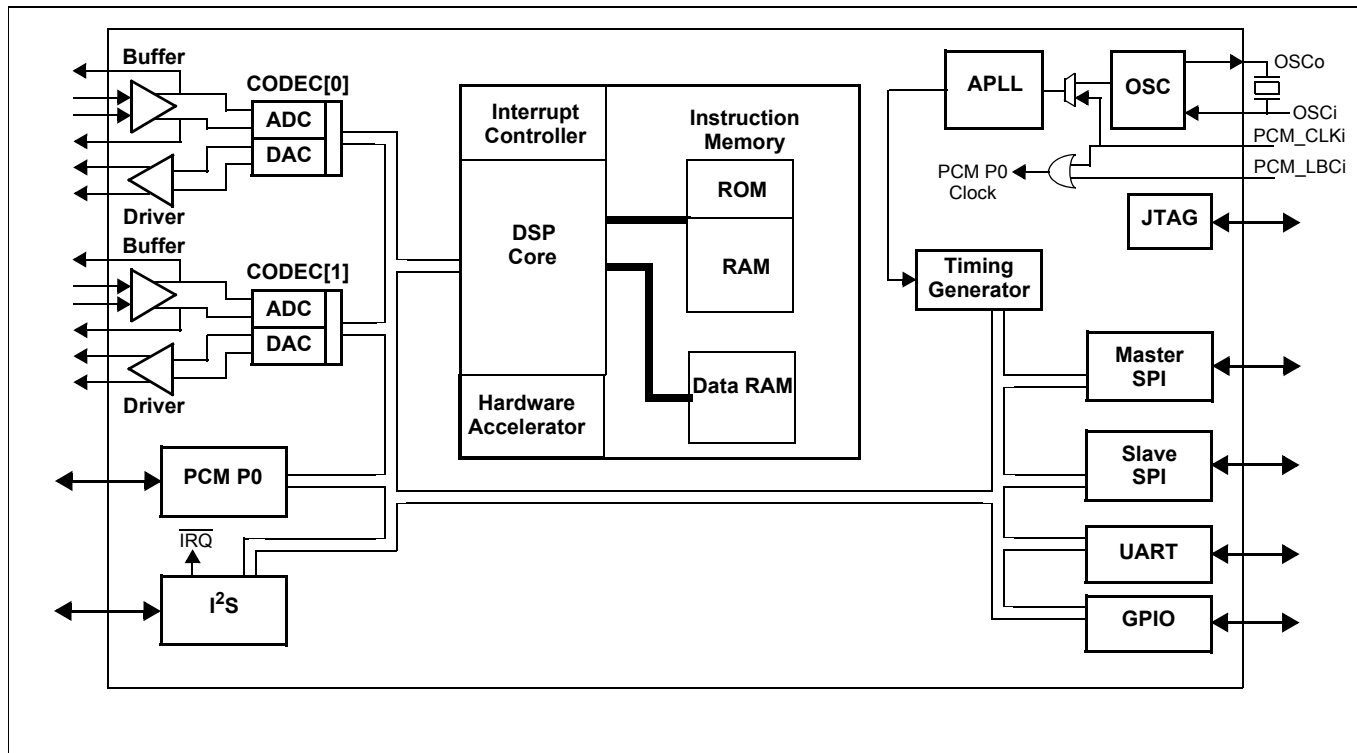 Buffer
CODEC[0]
ADC
DAC
Driver
Buffer
CODEC[1]
ADC
DAC
Driver
PCM P0
IRQ
I²S
Interrupt
Controller
DSP
Core
Hardware
Accelerator
Instruction
Memory
ROM
RAM
Data RAM
APLL
OSC
OSCo
OSCi
PCM_CLKi
PCM_LBCi
PCM P0
Clock
JTAG
Timing
Generator
Master
SPI
Slave
SPI
UART
GPIO